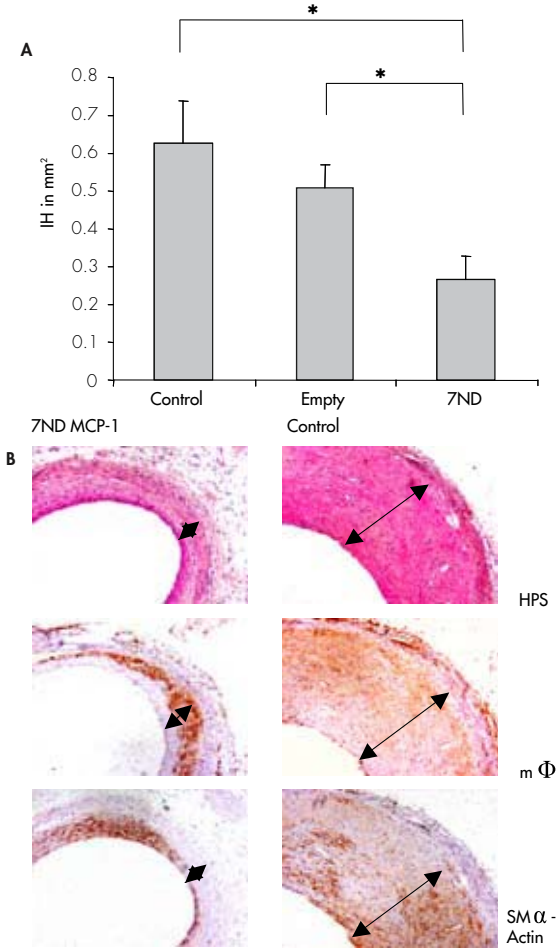 *
A
*
0.8
0.7
0.6
0.5
0.4
0.3
0.2
0.1
0
IH in mm²
Control Empty 7ND
7ND MCP-1 Control
B
HPS
m Φ
SM α -
Actin